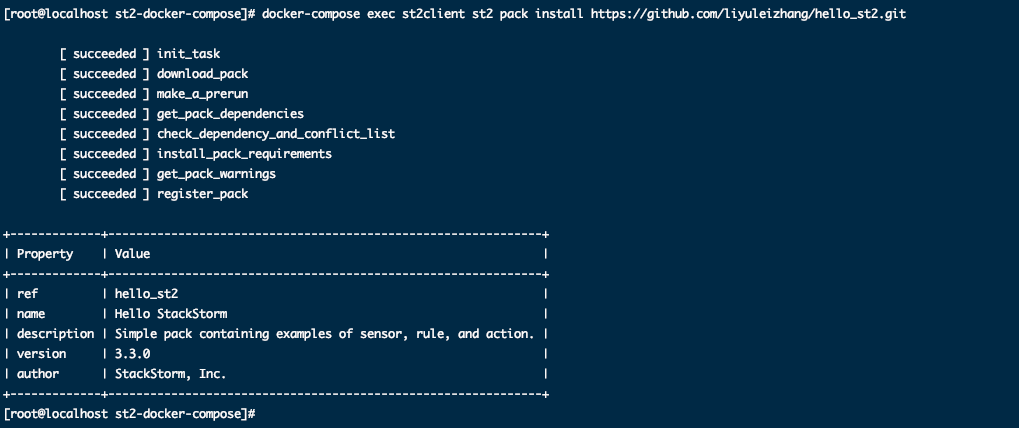 [root@localhost st2-docker-compose]# docker-compose exec st2client st2 pack install https://github.com/liyuleizhang/hello_st2.git
[ succeeded ] init_task
[ succeeded ] download_pack
[ succeeded ] make_a_prerun
[ succeeded ] get_pack_dependencies
[ succeeded ] check_dependency_and_conflict_list
[ succeeded ] install_pack_requirements
[ succeeded ] get_pack_warnings
[ succeeded ] register_pack
+-------------+--------------------------------------------------------------+
| Property    | Value                                                        |
+-------------+--------------------------------------------------------------+
| ref         | hello_st2                                                    |
| name        | Hello StackStorm                                             |
| description | Simple pack containing examples of sensor, rule, and action. |
| version     | 3.3.0                                                        |
| author      | StackStorm, Inc.                                             |
+-------------+--------------------------------------------------------------+
[root@localhost st2-docker-compose]#